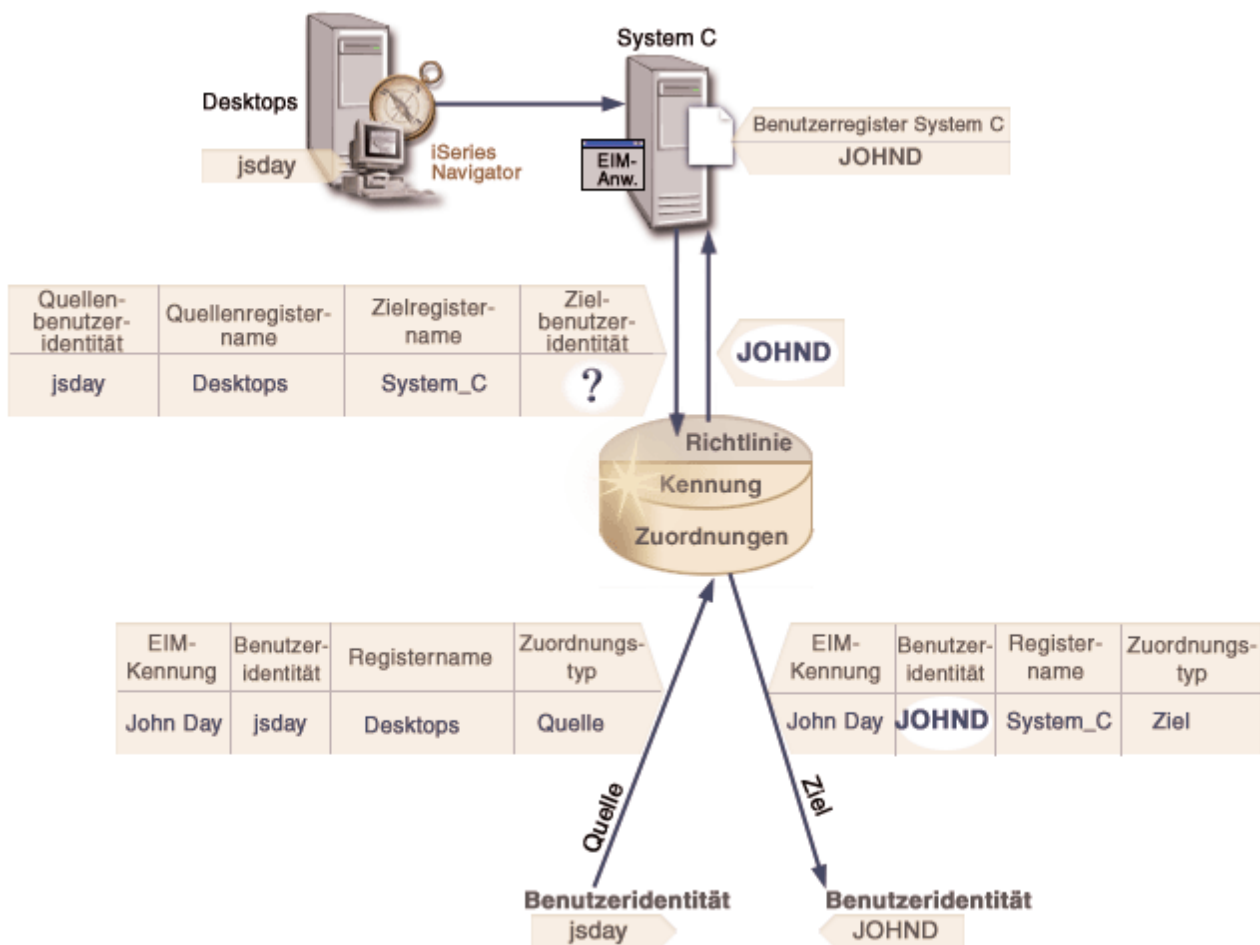 System C
Desktops
jsday
iSeries
Navigator
EIM-
Anw.
Benutzerregister System C
JOHND
Quellen-
benutzer-
identität
Quellenregister-
name
Zielregister-
name
Ziel-
benutzer-
identität
jsday
Desktops
System_C
?
JOHND
Richtlinie
Kennung
Zuordnungen
EIM-
Kennung
Benutzer-
identität
Registername
Zuordnungs-
typ
John Day
jsday
Desktops
Quelle
EIM-
Kennung
Benutzer-
identität
Register-
name
Zuordnungs-
typ
John Day
JOHND
System_C
Ziel
Quelle
Ziel
Benutzeridentität
jsday
Benutzeridentität
JOHND